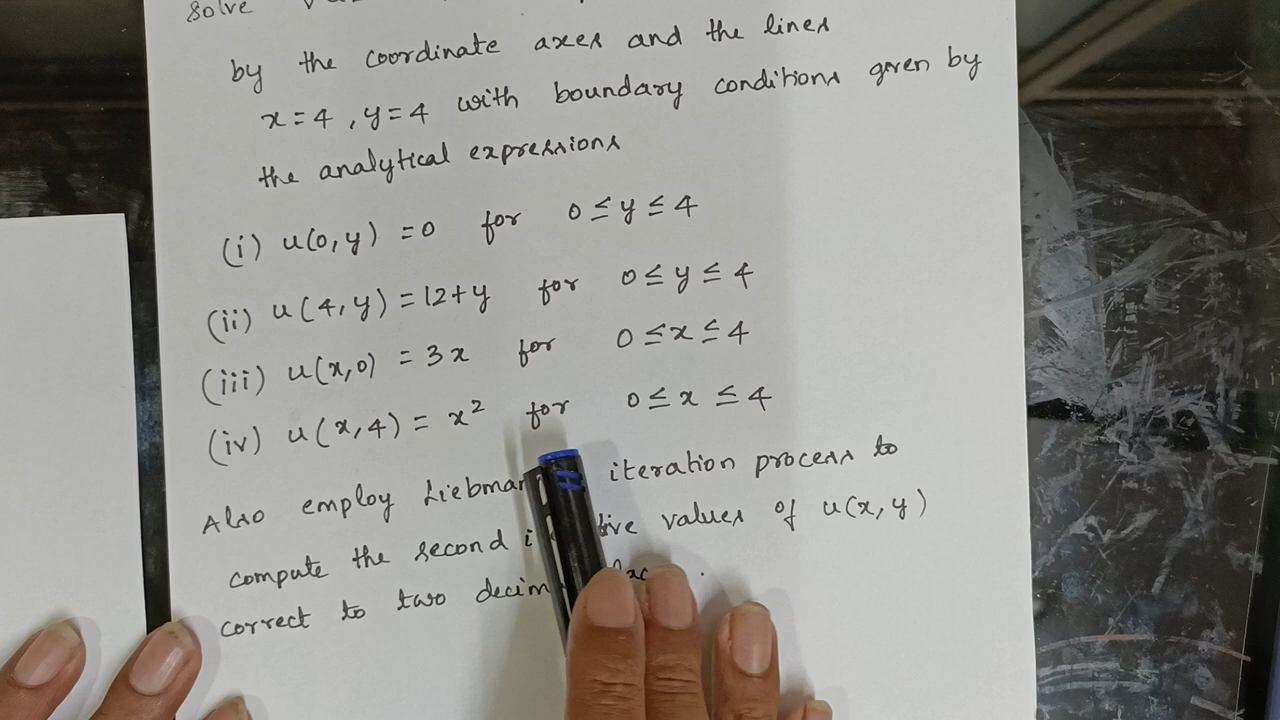 solve
by the coordinate axes and the lines
x = 4 , y = 4 with boundary conditions given by
the analytical expressions
(i) u(0, y) = 0 for 0 ≤ y ≤ 4
(ii) u(4, y) = 12+y for 0 ≤ y ≤ 4
(iii) u(x, 0) = 3x for 0 ≤ x ≤ 4
(iv) u(x, 4) = x² for 0 ≤ x ≤ 4
Also employ iteration process to
compute the second values of u(x, y)
correct to two